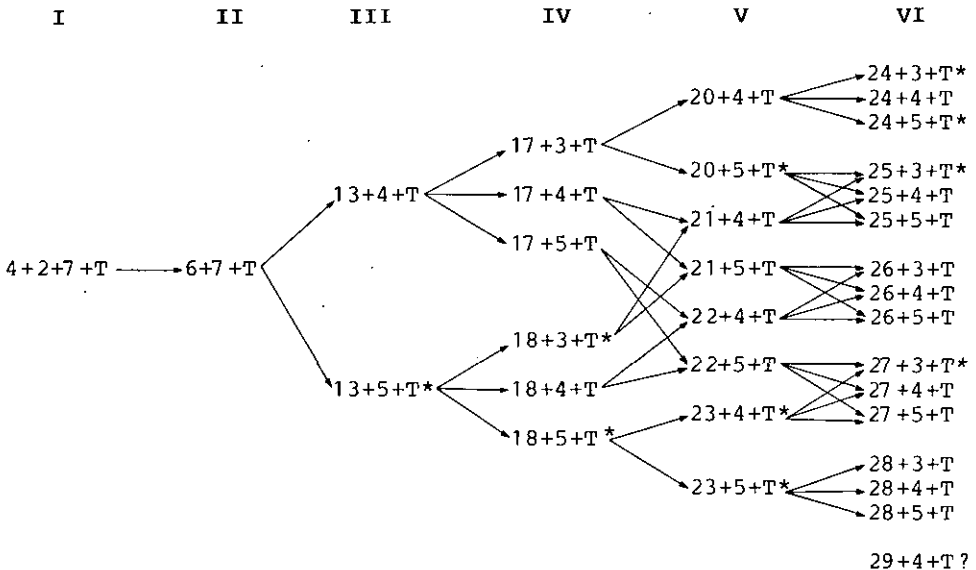 I II III IV V VI
24+3+T*
20+4+T 24+4+T
24+5+T*
17+3+T
20+5+T* 25+3+T*
13+4+T 17+4+T 25+4+T
21+4+T 25+5+T
17+5+T
4+2+7+T 6+7+T 21+5+T 26+3+T
26+4+T
22+4+T 26+5+T
18+3+T*
22+5+T 27+3+T*
13+5+T* 18+4+T 27+4+T
23+4+T* 27+5+T
18+5+T*
28+3+T
23+5+T* 28+4+T
28+5+T
29+4+T?